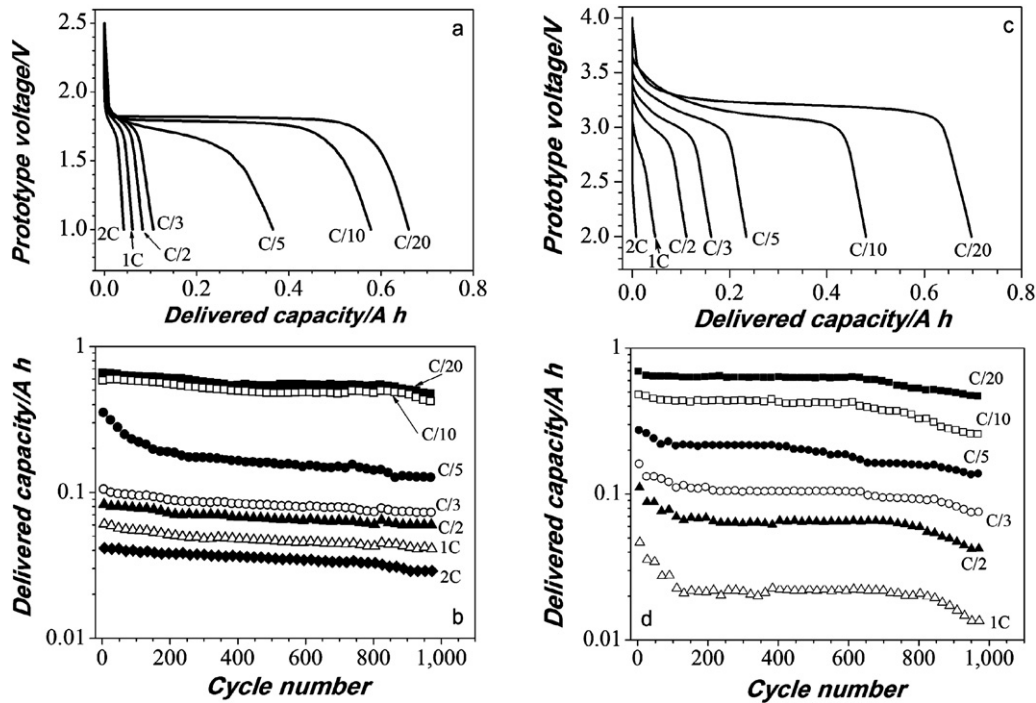 a
Prototype voltage/V
2.5
2.0
1.5
1.0
2C
1C
C/2
C/3
C/5
C/10
C/20
0.0 0.2 0.4 0.6 0.8
Delivered capacity/A h
c
Prototype voltage/V
4.0
3.5
3.0
2.5
2.0
2C
1C
C/2
C/3
C/5
C/10
C/20
0.0 0.2 0.4 0.6 0.8
Delivered capacity/A h
b
Delivered capacity/A h
1
0.1
0.01
C/20
C/10
C/5
C/3
C/2
1C
2C
0 200 400 600 800 1,000
Cycle number
d
Delivered capacity/A h
1
0.1
0.01
C/20
C/10
C/5
C/3
C/2
1C
0 200 400 600 800 1,000
Cycle number